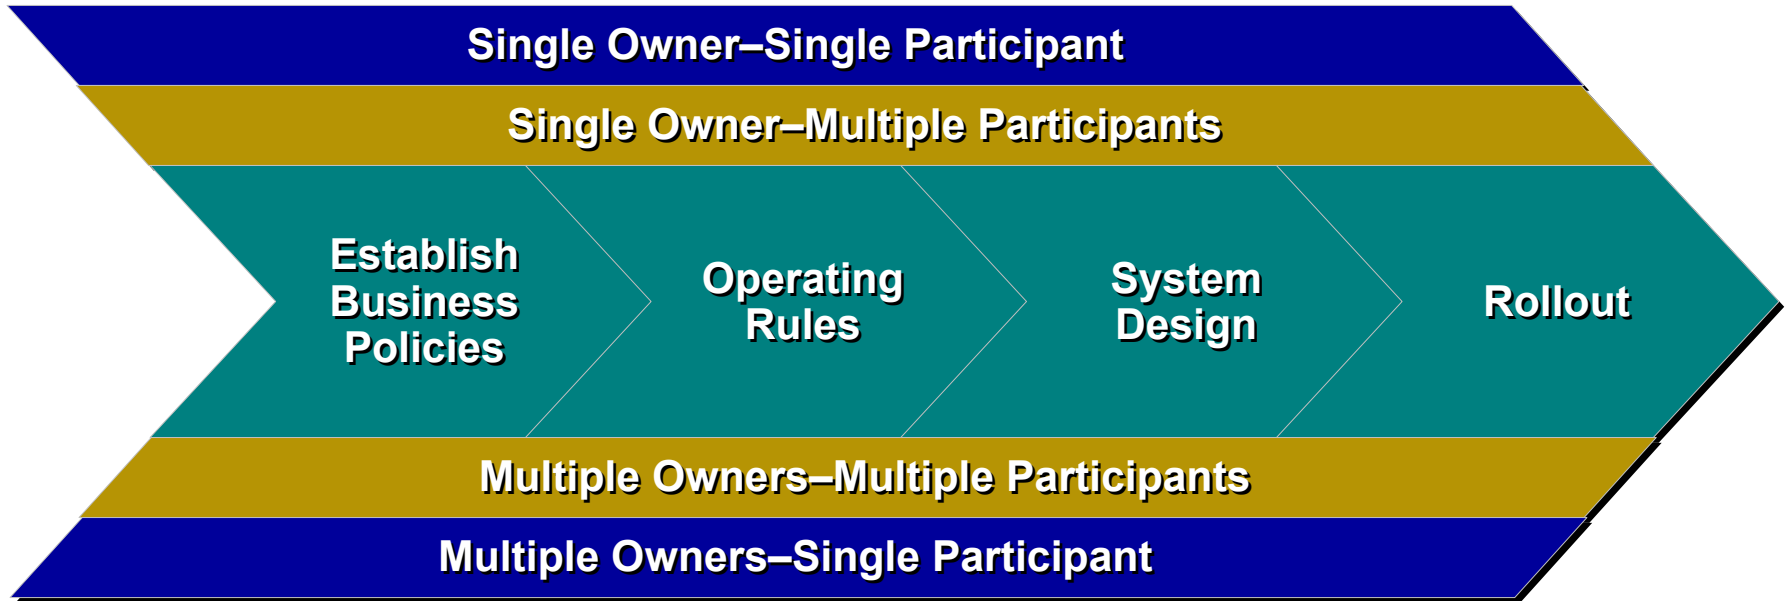 Single Owner–Single Participant
Single Owner–Multiple Participants
Establish
Business
Policies
Operating
Rules
System
Design
Rollout
Multiple Owners–Multiple Participants
Multiple Owners–Single Participant